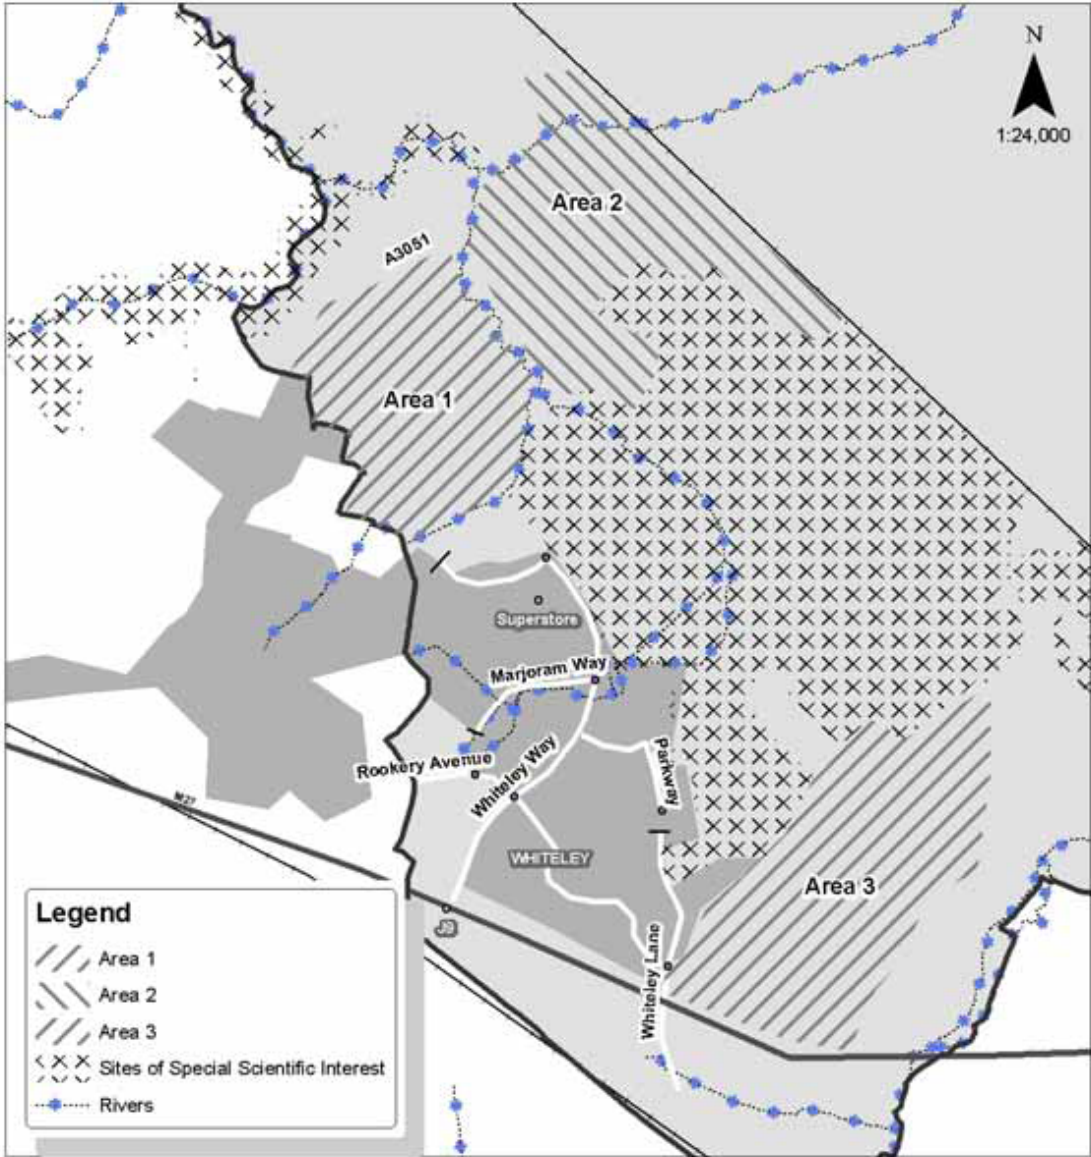 N
1:24,000
Area 2
A3051
Area 1
Superstore
Marjoram Way
Rookery Avenue
Whiteley Way
Parkway
M27
WHITELEY
Area 3
J9
Whiteley Lane
Legend
Area 1
Area 2
Area 3
Sites of Special Scientific Interest
Rivers